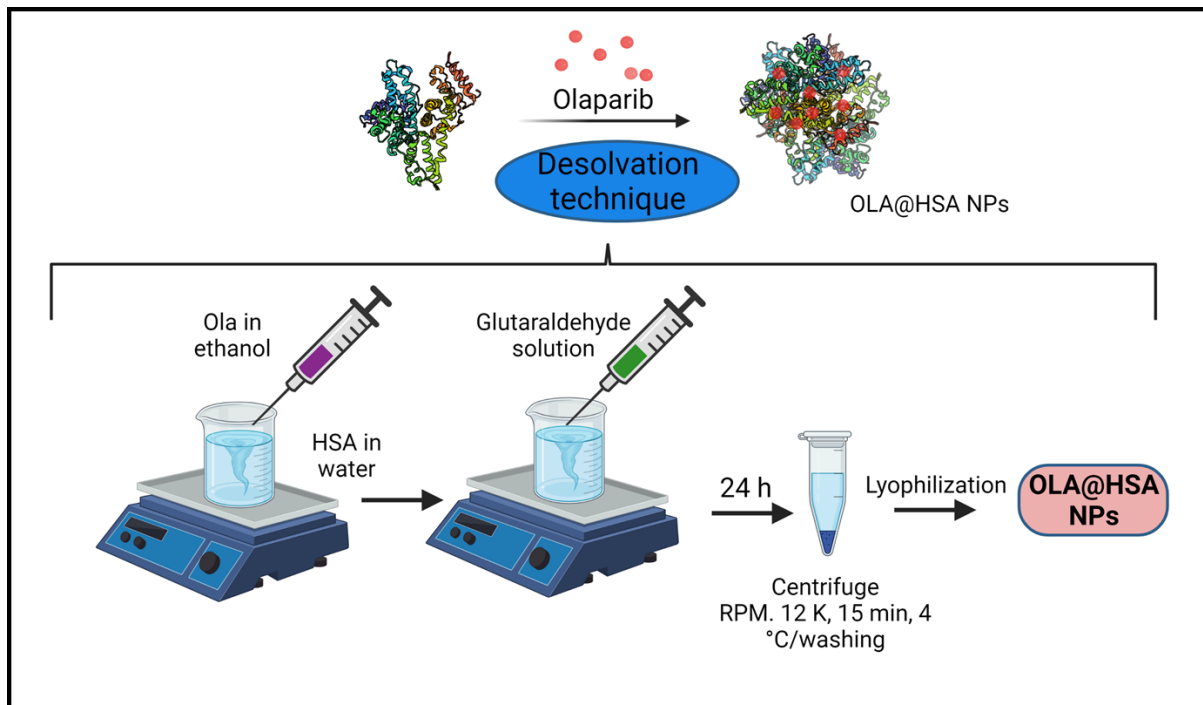 Olaparib
Desolvation
technique
OLA@HSA NPs
Ola in
ethanol
HSA in
water
Glutaraldehyde
solution
24 h
Centrifuge
RPM. 12 K, 15 min, 4
°C/washing
Lyophilization
OLA@HSA
NPs